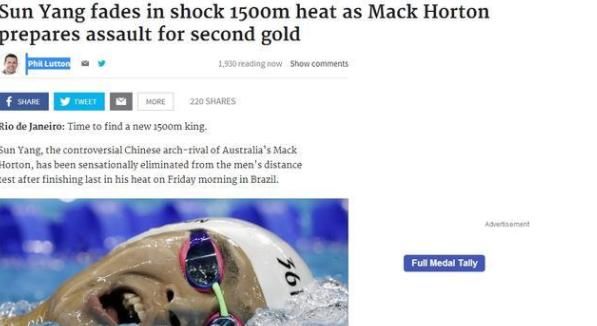 Sun Yang fades in shock 1500m heat as Mack Horton
prepares assault for second gold
Phil Lutton
1,930 reading now Show comments
SHARE TWEET MORE 220 SHARES
Rio de Janeiro: Time to find a new 1500m king.
Sun Yang, the controversial Chinese arch-rival of Australia's Mack
Horton, has been sensationally eliminated from the men's distance
test after finishing last in his heat on Friday morning in Brazil.
Advertisement
Full Medal Tally